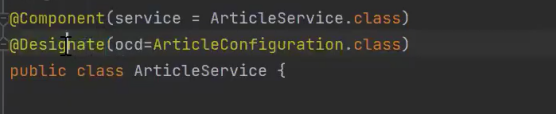 @Component(service = ArticleService.class)
@Designate(ocd=ArticleConfiguration.class)
public class ArticleService {